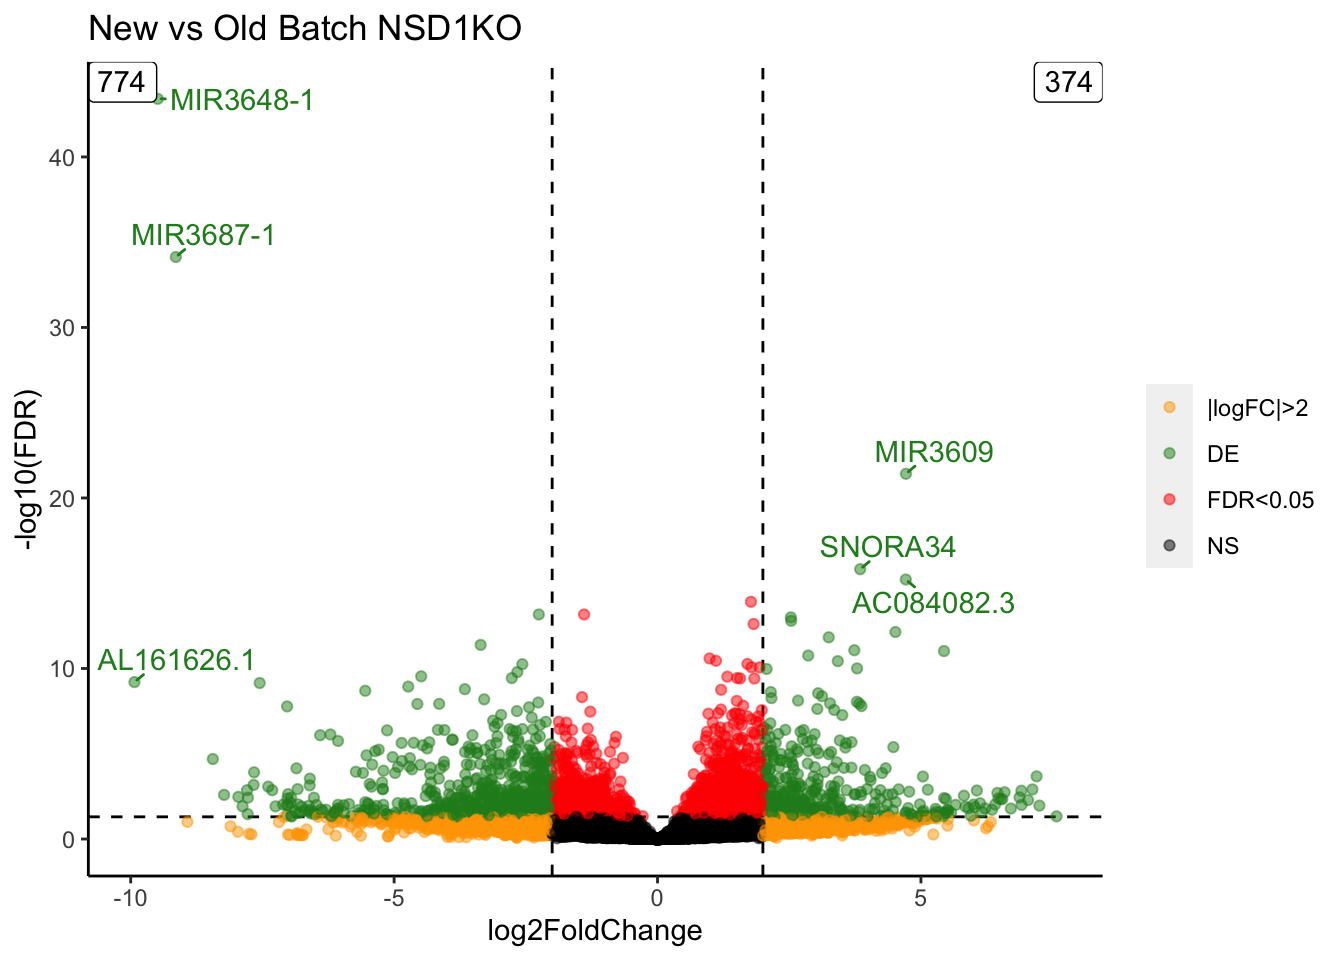 New vs Old Batch NSD1KO
774
374
MIR3648-1
40
MIR3687-1
30
-log10(FDR)
|logFC|>2
DE
FDR<0.05
NS
MIR3609
20
SNORA34
AC084082.3
10
AL161626.1
0
-10
-5
0
5
log2FoldChange